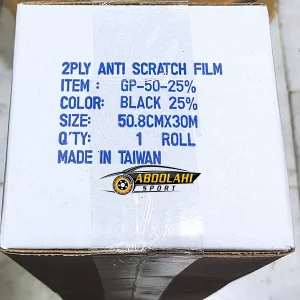 2PLY ANTI SCRATCH FILM
ITEM : GP-50-25%
COLOR: BLACK 25%
SIZE: 50.8CMX30M
Q'TY: 1 ROLL
MADE IN TAIWAN
ABDOLAHI
SPORT